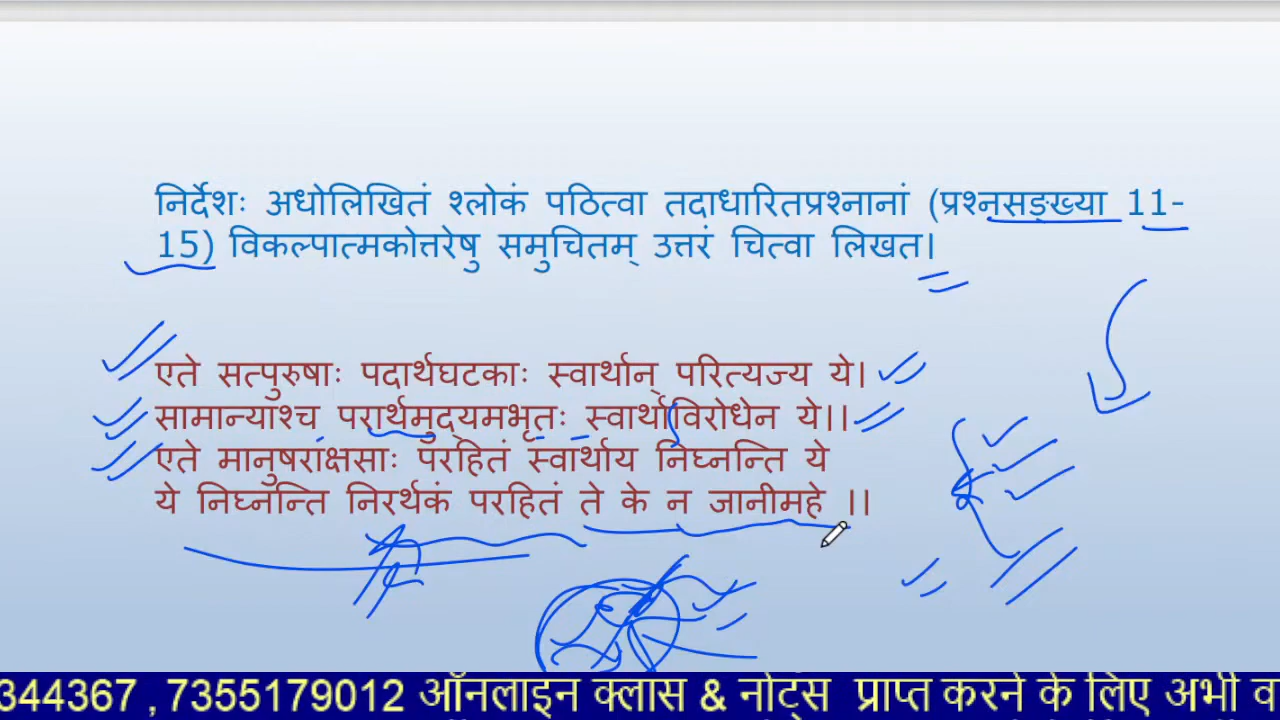 निर्देशः अधोलिखितं श्लोकं पठित्वा तदाधारितप्रश्नानां (प्रश्नसङ्ख्या 11-
15) विकल्पात्मकोत्तरेषु समुचितम् उत्तरं चित्वा लिखत।
एते सत्पुरुषाः पदार्थघटकाः स्वार्थान् परित्यज्य ये।
सामान्याश्च परार्थमुद्यमभृतः स्वार्थाविरोधेन ये।।
एते मानुषराक्षसाः परहितं स्वार्थाय निघ्नन्ति ये
ये निघ्नन्ति निरर्थकं परहितं ते के न जानीमहे ।।
344367 , 7355179012 ऑनलाइन क्लास & नोट्स प्राप्त करने के लिए अभी व